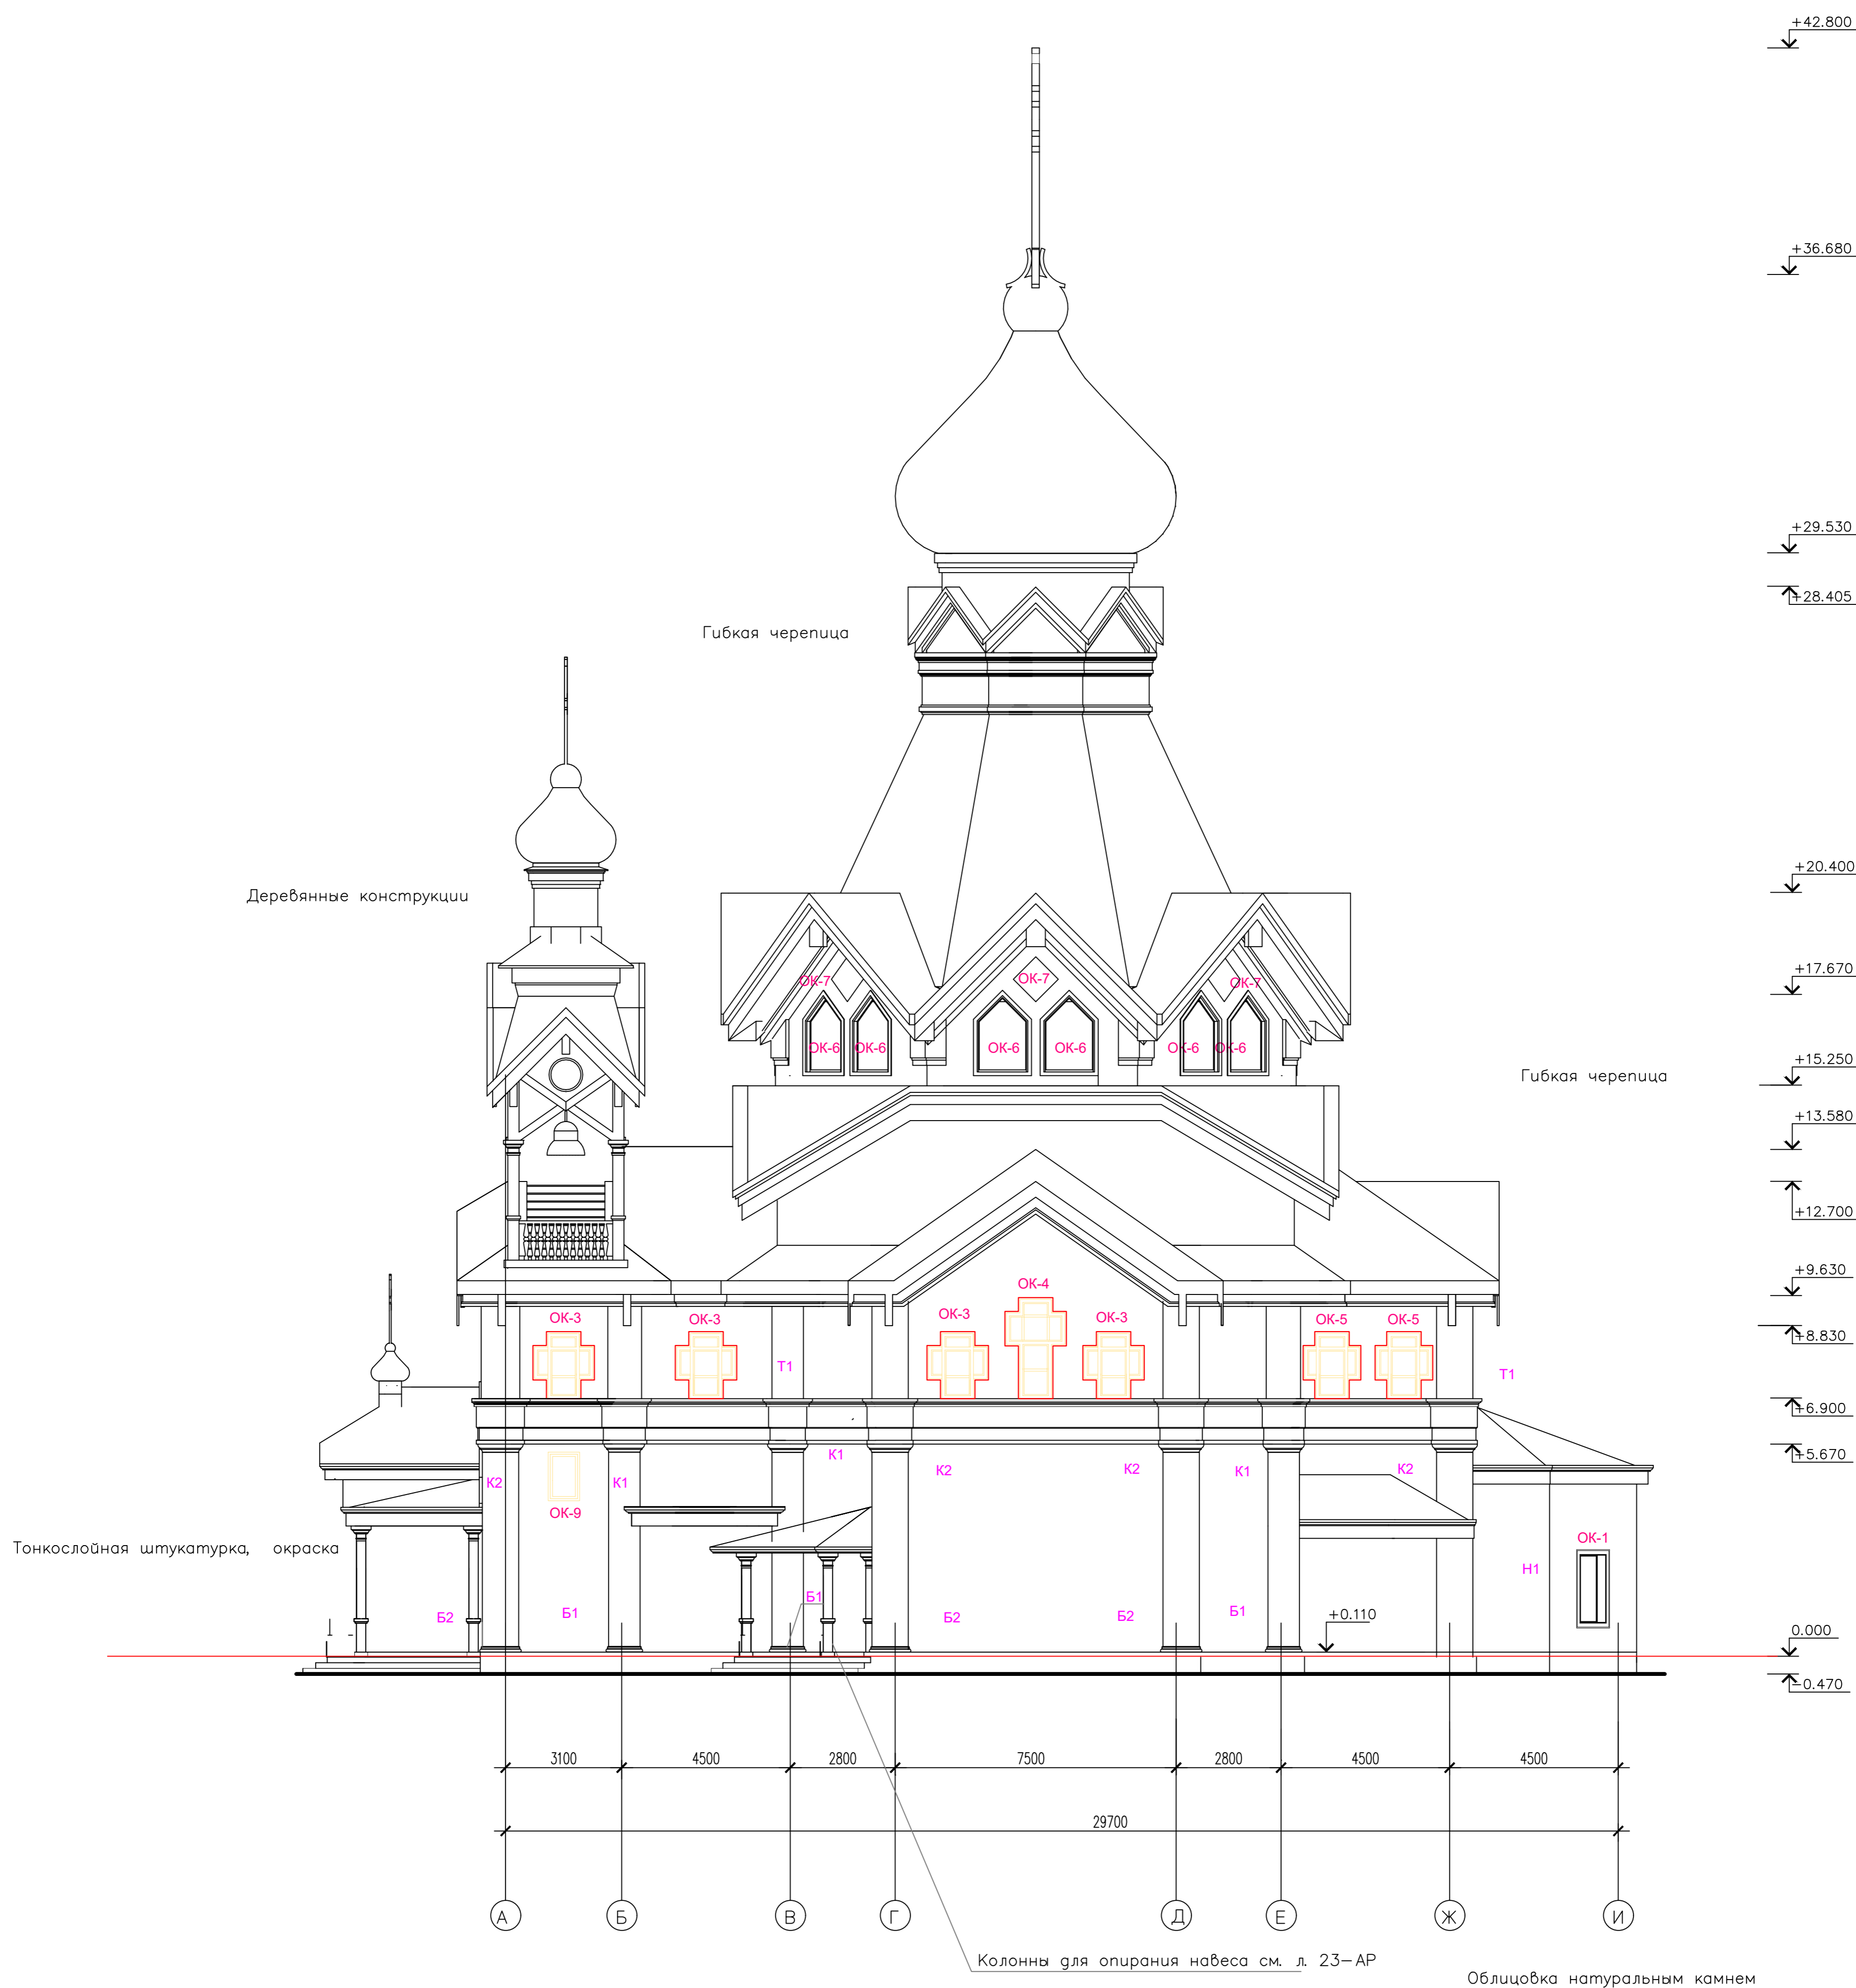 +42.800
+36.680
+29.530
+28.405
Гибкая черепица
+20.400
Деревянные конструкции
+17.670
ОК-7 ОК-7 ОК-7
ОК-6 ОК-6 ОК-6 ОК-6 ОК-6 ОК-6
+15.250
Гибкая черепица
+13.580
+12.700
+9.630
ОК-4
ОК-3 ОК-3 ОК-3 ОК-3 ОК-5 ОК-5
+8.830
Т1 Т1
+6.900
К1
+5.670
К2 К1 К2 К2 К1 К2
ОК-9
ОК-1
Тонкослойная штукатурка, окраска
Н1
Б1
Б2 Б1 Б2 Б2 Б1
+0.110
0.000
-0.470
3100 4500 2800 7500 2800 4500 4500
29700
А Б В Г Д Е Ж И
Колонны для опирания навеса см. л. 23-АР
Облицовка натуральным камнем